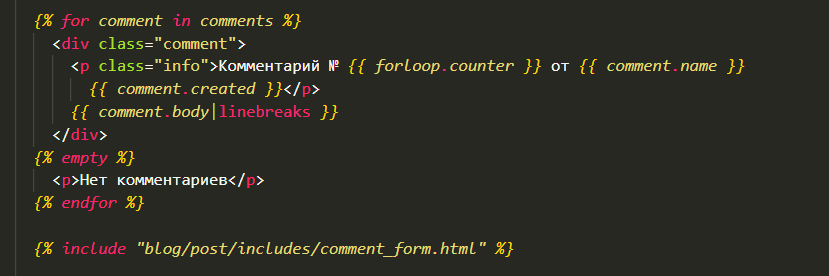 {% for comment in comments %}
<div class="comment">
<p class="info">Комментарий № {{ forloop.counter }} от {{ comment.name }}
{{ comment.created }}</p>
{{ comment.body|linebreaks }}
</div>
{% empty %}
<p>Нет комментариев</p>
{% endfor %}
{% include "blog/post/includes/comment_form.html" %}